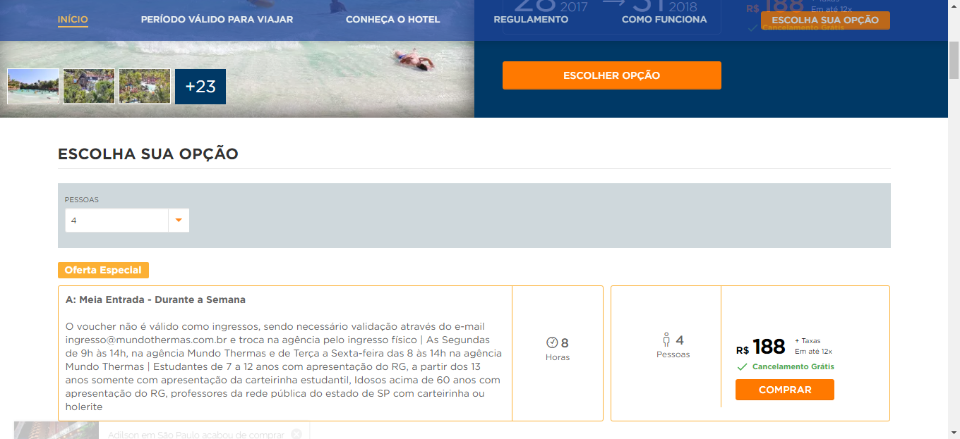 INÍCIO
PERÍODO VÁLIDO PARA VIAJAR
CONHEÇA O HOTEL
REGULAMENTO
COMO FUNCIONA
ESCOLHA SUA OPÇÃO
28 2017 → 31 2018
R$ 188
+ Taxas
Em até 12x
Cancelamento Grátis
+23
ESCOLHER OPÇÃO
ESCOLHA SUA OPÇÃO
PESSOAS
4
Oferta Especial
A: Meia Entrada - Durante a Semana
O voucher não é válido como ingressos, sendo necessário validação através do e-mail
ingresso@mundothermas.com.br e troca na agência pelo ingresso físico | As Segundas
de 9h às 14h, na agência Mundo Thermas e de Terça a Sexta-feira das 8 às 14h na agência
Mundo Thermas | Estudantes de 7 a 12 anos com apresentação do RG, a partir dos 13
anos somente com apresentação da carteirinha estudantil, Idosos acima de 60 anos com
apresentação do RG, professores da rede pública do estado de SP com carteirinha ou
holerite
8
Horas
4
Pessoas
R$ 188
+ Taxas
Em até 12x
Cancelamento Grátis
COMPRAR
Adilson em São Paulo acabou de comprar